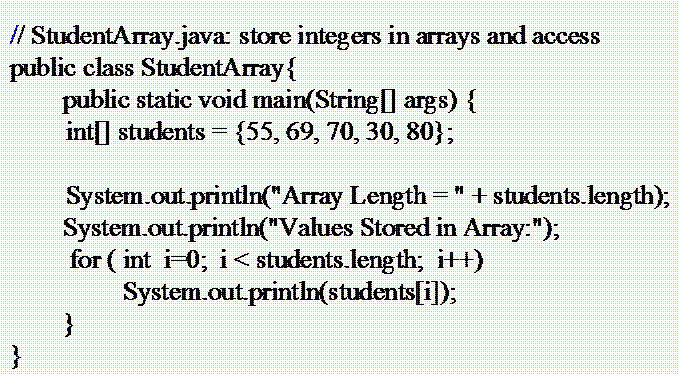 // StudentArray.java: store integers in arrays and access
public class StudentArray{
public static void main(String[] args) {
int[] students = {55, 69, 70, 30, 80};
System.out.println("Array Length = " + students.length);
System.out.println("Values Stored in Array:");
for ( int i=0; i < students.length; i++)
System.out.println(students[i]);
}
}